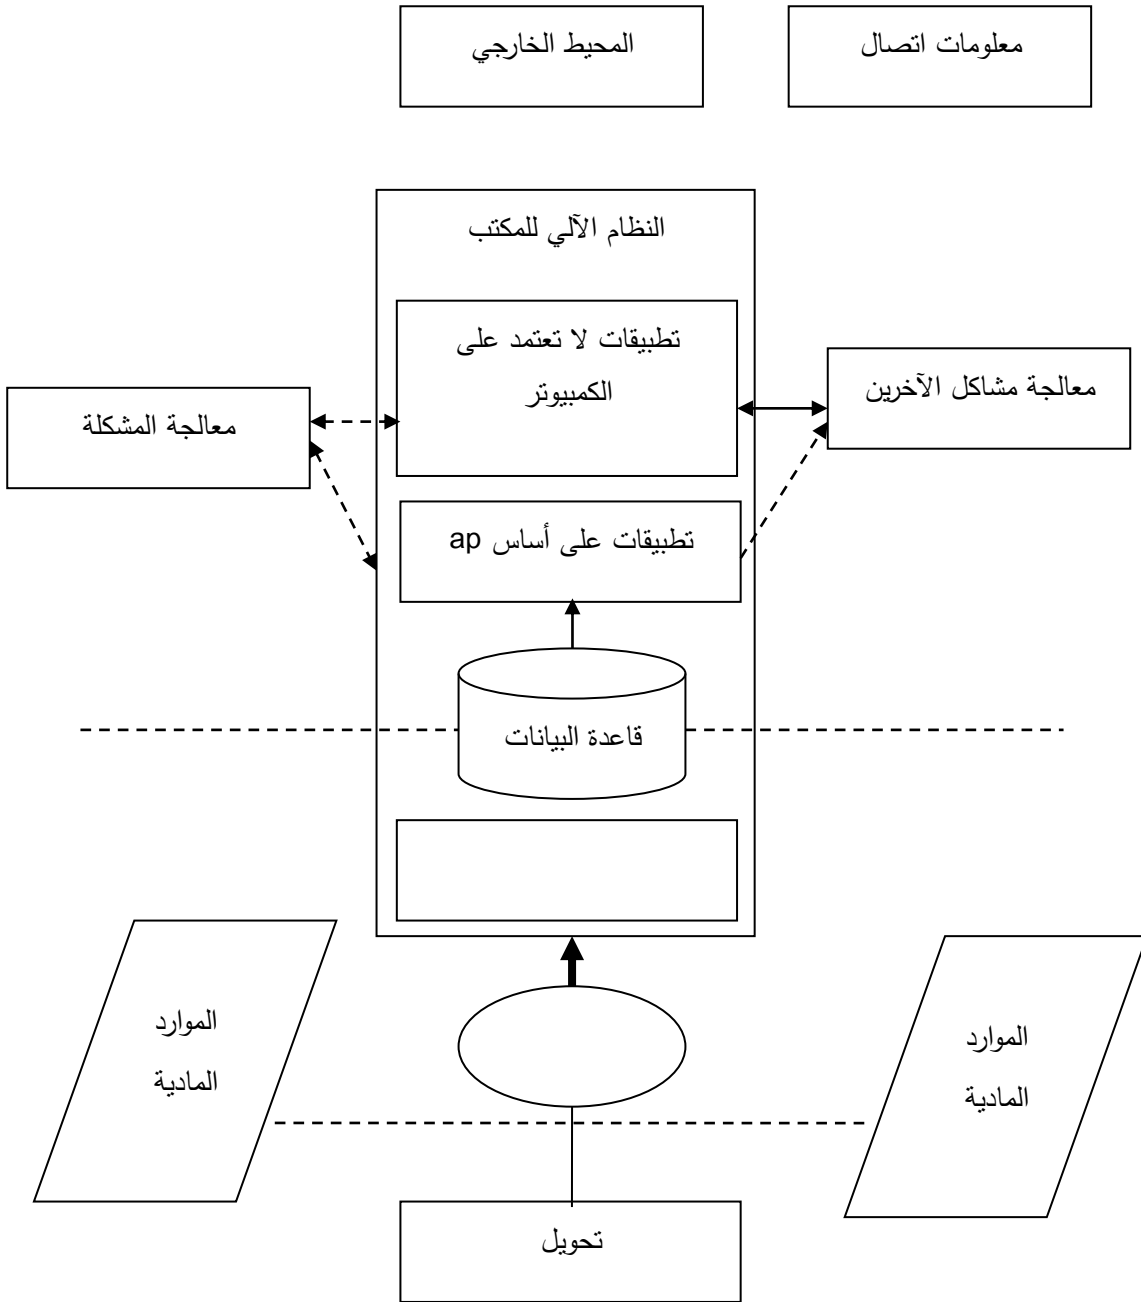 معلومات اتصال
المحيط الخارجي
النظام الآلي للمكتب
تطبيقات لا تعتمد على
الكمبيوتر
معالجة مشاكل الآخرين
معالجة المشكلة
تطبيقات على أساس ap
قاعدة البيانات
الموارد
المادية
الموارد
المادية
تحويل